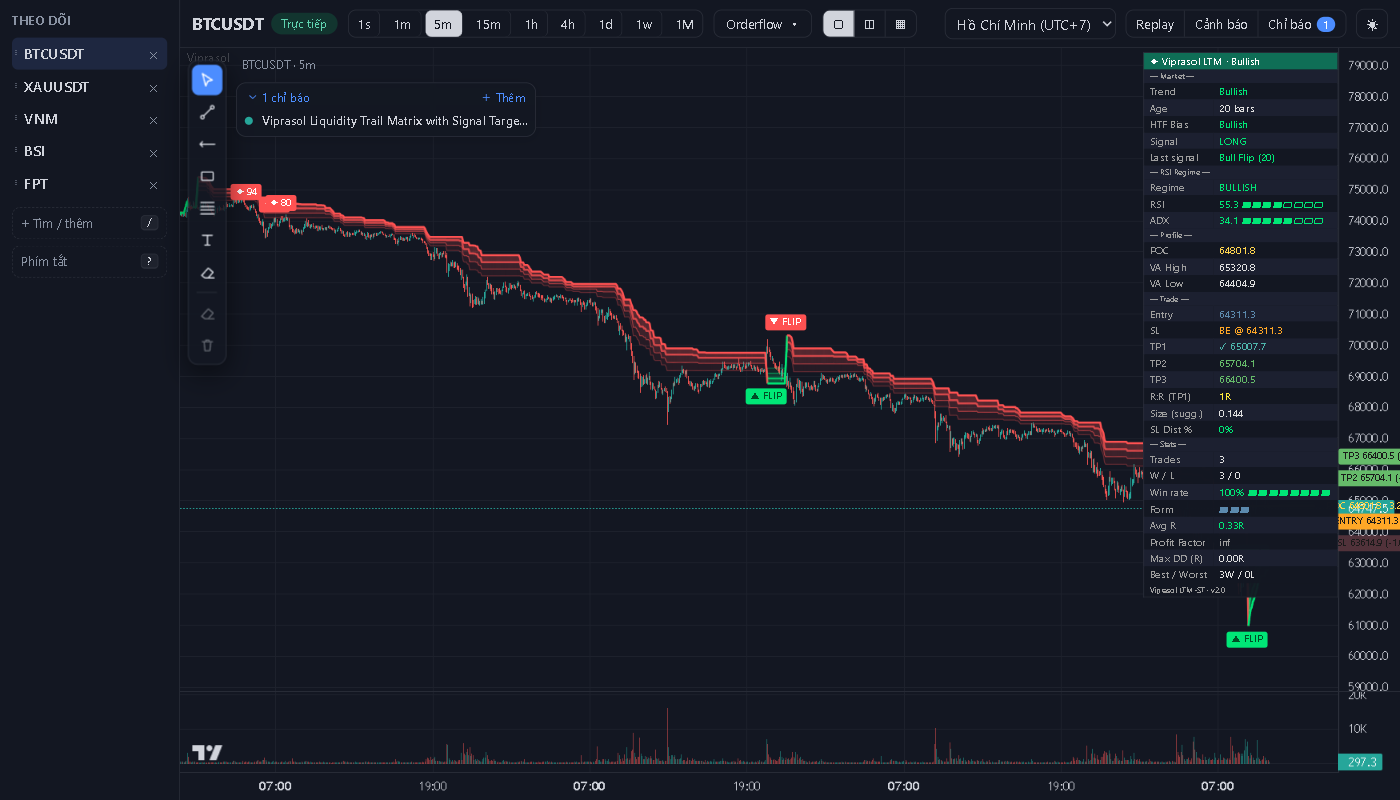 THEO DÕI
BTCUSDT
XAUUSDT
VNM
BSI
FPT
+ Tìm / thêm /
Phím tắt ?
BTCUSDT Trực tiếp 1s 1m 5m 15m 1h 4h 1d 1w 1M Orderflow Hồ Chí Minh (UTC+7) Replay Cảnh báo Chỉ báo 1
Viprasol
BTCUSDT · 5m
1 chỉ báo + Thêm
Viprasol Liquidity Trail Matrix with Signal Targe...
✦ 94
✦ 80
▼ FLIP
▲ FLIP
▲ FLIP
✦ Viprasol LTM · Bullish
— Market —
Trend Bullish
Age 20 bars
HTF Bias Bullish
Signal LONG
Last signal Bull Flip (20)
— RSI Regime —
Regime BULLISH
RSI 55.3
ADX 34.1
— Profile —
POC 64801.8
VA High 65320.8
VA Low 64404.9
— Trade —
Entry 64311.3
SL BE @ 64311.3
TP1 ✓ 65007.7
TP2 65704.1
TP3 66400.5
R:R (TP1) 1R
Size (sugg.) 0.144
SL Dist % 0%
— Stats —
Trades 3
W / L 3 / 0
Win rate 100%
Form
Avg R 0.33R
Profit Factor inf
Max DD (R) 0.00R
Best / Worst 3W / 0L
Viprasol LTM-ST · v2.0
79000.0
78000.0
77000.0
76000.0
75000.0
74000.0
73000.0
72000.0
71000.0
70000.0
69000.0
68000.0
67000.0
TP3 66400.5 (
66000.0
TP2 65704.1 (
65000.0
ENTRY 64311.3
64000.0
SL 63614.9 (-1
63000.0
62000.0
61000.0
60000.0
59000.0
20K
10K
297.3
07:00 19:00 07:00 19:00 07:00 19:00 07:00